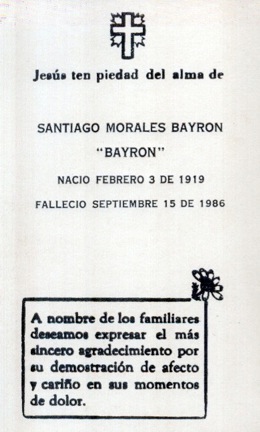 Jesús ten piedad del alma de
SANTIAGO MORALES BAYRON
"BAYRON"
NACIO FEBRERO 3 DE 1919
FALLECIO SEPTIEMBRE 15 DE 1986
A nombre de los familiares
deseamos expresar el más
sincero agradecimiento por
su demostración de afecto
y cariño en sus momentos
de dolor.